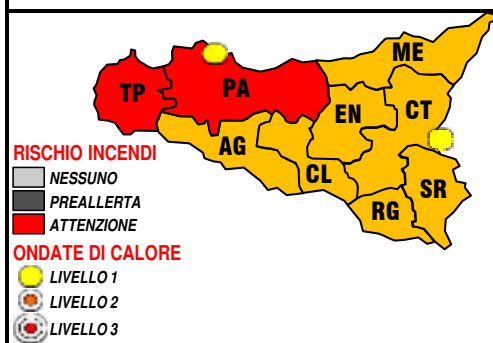 ME
TP
PA
EN
CT
AG
CL
SR
RG
RISCHIO INCENDI
NESSUNO
PREALLERTA
ATTENZIONE
ONDATE DI CALORE
LIVELLO 1
LIVELLO 2
LIVELLO 3